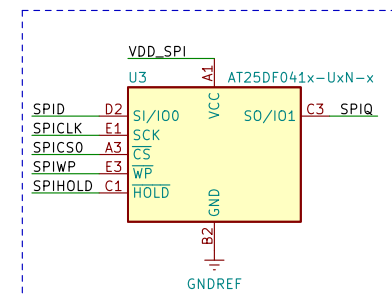 VDD_SPI
U3 A1 AT25DF041x-UxN-x
VCC
SPID D2 SI/IO0 SO/IO1 C3 SPIQ
SPICLK E1 SCK
SPICS0 A3 CS
SPIWP E3 WP
SPIHOLD C1 HOLD
GND
B2
GNDREF